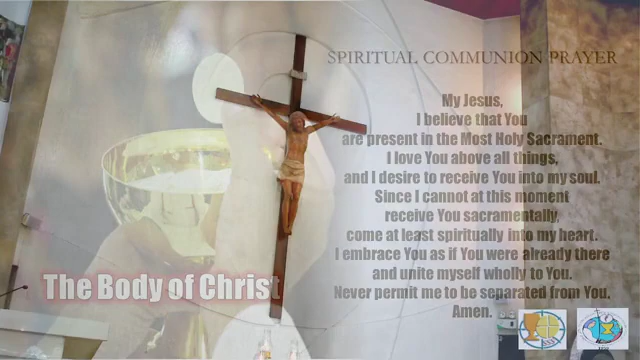 SPIRITUAL COMMUNION PRAYER
My Jesus,
I believe that You
are present in the Most Holy Sacrament.
I love You above all things,
and I desire to receive You into my soul.
Since I cannot at this moment
receive You sacramentally,
come at least spiritually into my heart.
I embrace You as if You were already there
and unite myself wholly to You.
Never permit me to be separated from You.
Amen.
The Body of Christ